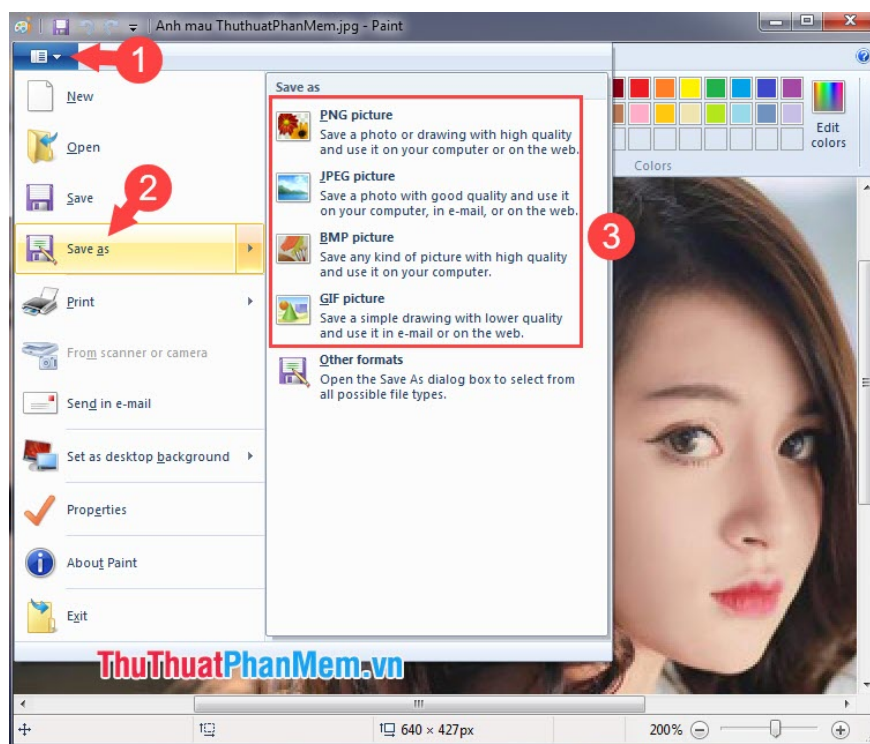 Anh mau ThuthuatPhanMem.jpg - Paint
1
New
Open
2
Save
Save as
Print
From scanner or camera
Send in e-mail
Set as desktop background
Properties
About Paint
Exit
Save as
PNG picture
Save a photo or drawing with high quality
and use it on your computer or on the web.
JPEG picture
Save a photo with good quality and use it
on your computer, in e-mail, or on the web.
BMP picture
Save any kind of picture with high quality
and use it on your computer.
GIF picture
Save a simple drawing with lower quality
and use it in e-mail or on the web.
3
Other formats
Open the Save As dialog box to select from
all possible file types.
Edit
colors
Colors
ThuThuatPhanMem.vn
640 × 427px
200%